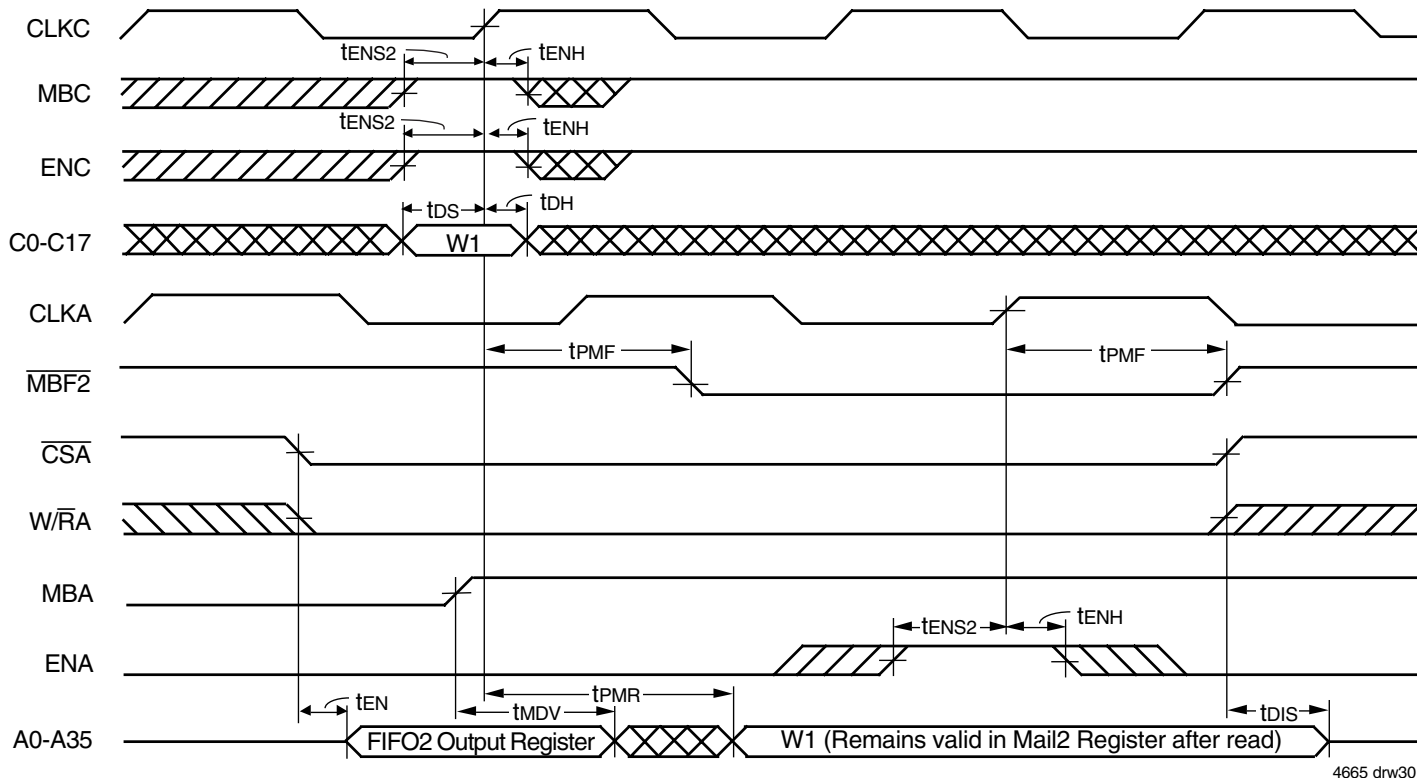 CLKC
tENS2 tENH
MBC
tENS2 tENH
ENC
tDS tDH
C0-C17 W1
CLKA
tPMF tPMF
MBF2
CSA
W/RA
MBA
tENS2 tENH
ENA
tEN tPMR
tMDV tDIS
A0-A35 FIFO2 Output Register W1 (Remains valid in Mail2 Register after read)
4665 drw30